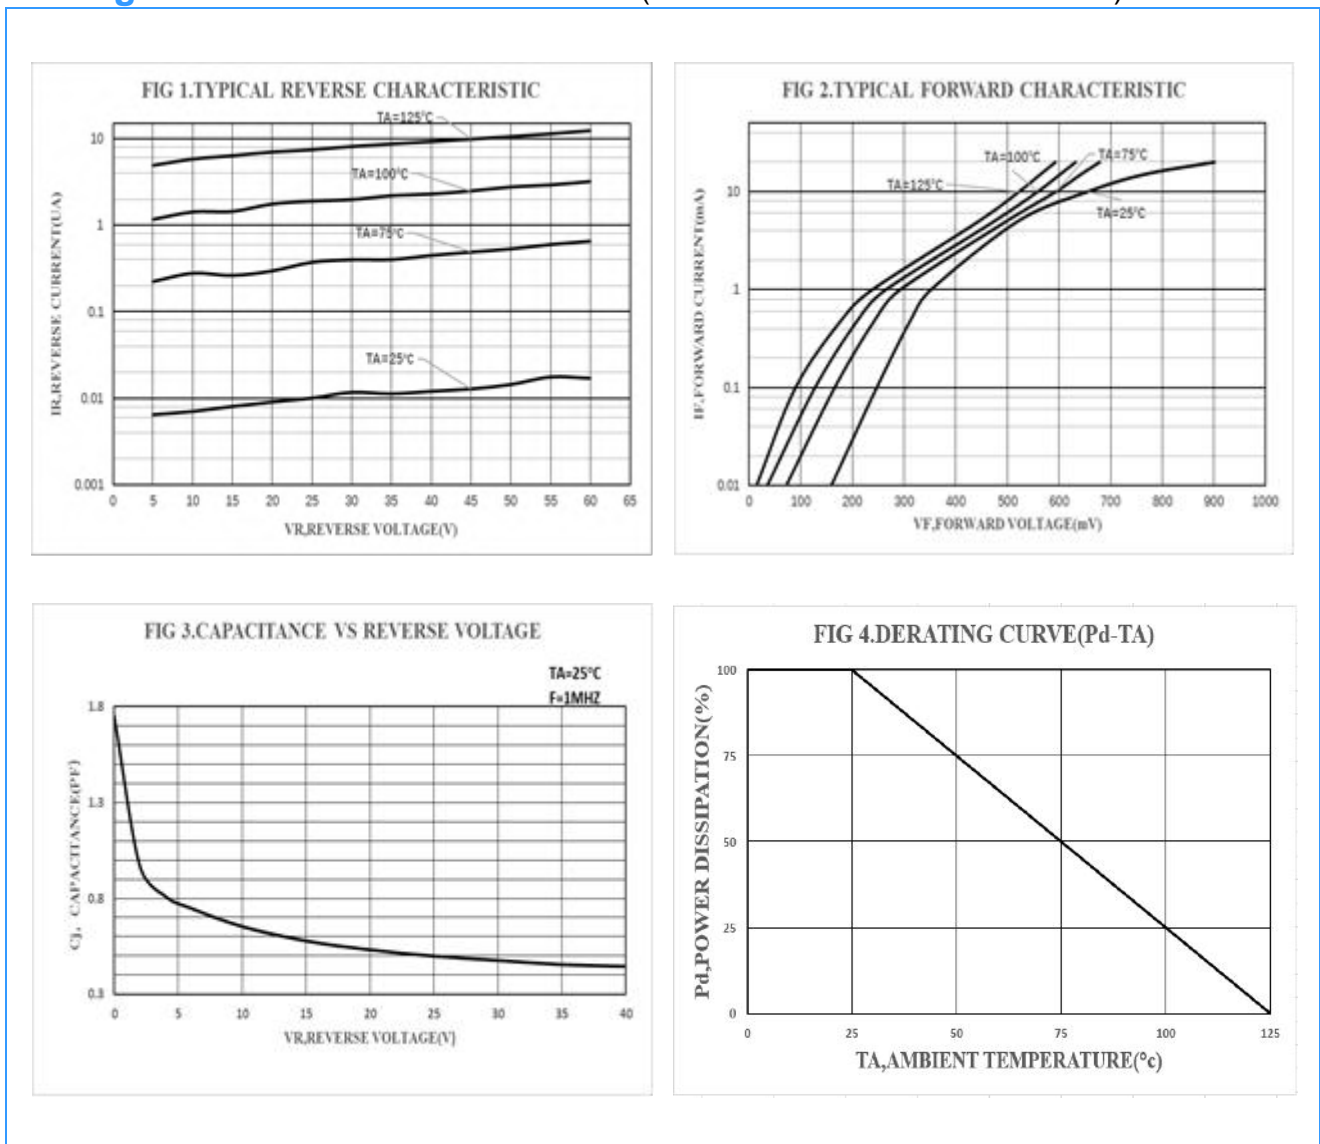 FIG 1.TYPICAL REVERSE CHARACTERISTIC
TA=125°C
TA=100°C
TA=75°C
TA=25°C
10
1
0.1
0.01
0.001
0 5 10 15 20 25 30 35 40 45 50 55 60 65
IR,REVERSE CURRENT(UA)
VR,REVERSE VOLTAGE(V)
FIG 2.TYPICAL FORWARD CHARACTERISTIC
TA=100°C
TA=75°C
TA=125°C
TA=25°C
10
1
0.1
0.01
0 100 200 300 400 500 600 700 800 900 1000
IF,FORWARD CURRENT(mA)
VF,FORWARD VOLTAGE(mV)
FIG 3.CAPACITANCE VS REVERSE VOLTAGE
TA=25°C
F=1MHZ
1.8
1.3
0.8
0.3
0 5 10 15 20 25 30 35 40
Cj, CAPACITANCE(PF)
VR,REVERSE VOLTAGE(V)
FIG 4.DERATING CURVE(Pd-TA)
100
75
50
25
0
0 25 50 75 100 125
Pd,POWER DISSIPATION(%)
TA,AMBIENT TEMPERATURE(°c)